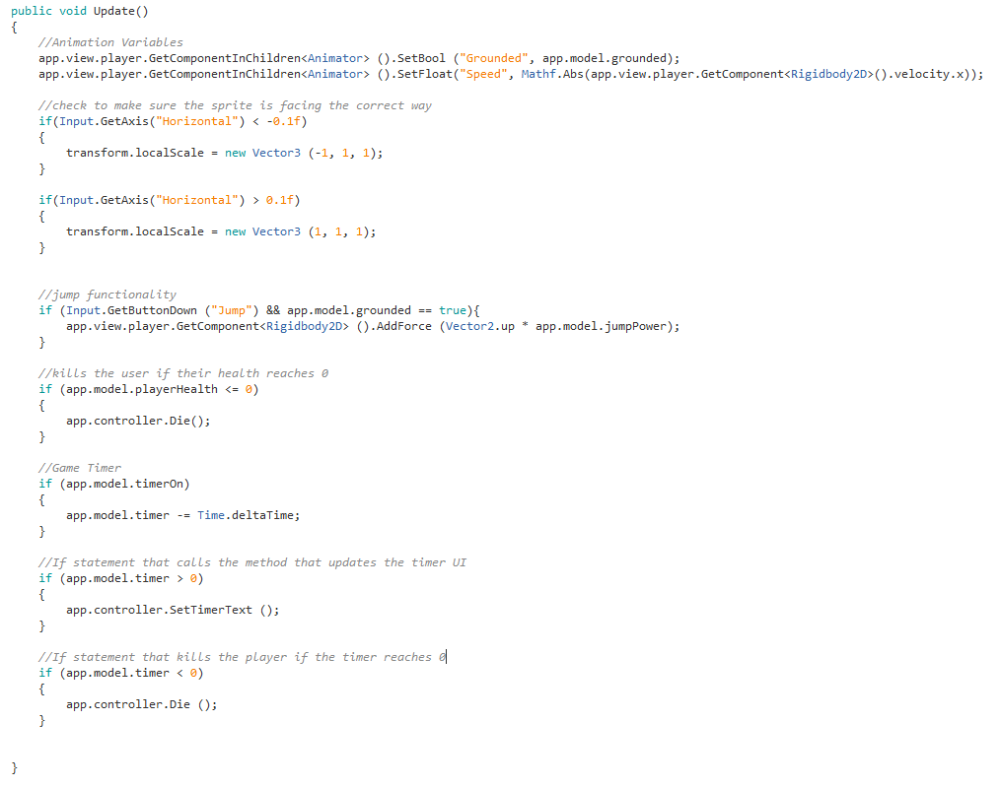 public void Update()
{
    //Animation Variables
    app.view.player.GetComponentInChildren<Animator> ().SetBool ("Grounded", app.model.grounded);
    app.view.player.GetComponentInChildren<Animator> ().SetFloat("Speed", Mathf.Abs(app.view.player.GetComponent<Rigidbody2D>().velocity.x));

    //check to make sure the sprite is facing the correct way
    if(Input.GetAxis("Horizontal") < -0.1f)
    {
        transform.localScale = new Vector3 (-1, 1, 1);
    }

    if(Input.GetAxis("Horizontal") > 0.1f)
    {
        transform.localScale = new Vector3 (1, 1, 1);
    }


    //jump functionality
    if (Input.GetButtonDown ("Jump") && app.model.grounded == true){
        app.view.player.GetComponent<Rigidbody2D> ().AddForce (Vector2.up * app.model.jumpPower);
    }

    //kills the user if their health reaches 0
    if (app.model.playerHealth <= 0)
    {
        app.controller.Die();
    }

    //Game Timer
    if (app.model.timerOn)
    {
        app.model.timer -= Time.deltaTime;
    }

    //If statement that calls the method that updates the timer UI
    if (app.model.timer > 0)
    {
        app.controller.SetTimerText ();
    }

    //If statement that kills the player if the timer reaches 0
    if (app.model.timer < 0)
    {
        app.controller.Die ();
    }


}